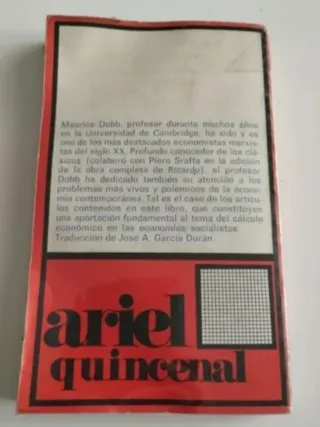 Maurice Dobb, profesor durante muchos años
en la Universidad de Cambridge, ha sido y es
uno de los más destacados economistas marxis-
tas del siglo XX. Profundo conocedor de los clá-
sicos (colaboró con Piero Sraffa en la edición
de la obra completa de Ricardo), el profesor
Dobb ha dedicado también su atención a los
problemas más vivos y polémicos de la econo-
mía contemporánea. Tal es el caso de los artícu-
los contenidos en este libro, que constituyen
una aportación fundamental al tema del cálculo
económico en las economías socialistas.
Traducción de José A. García Durán.
ariel
quincenal